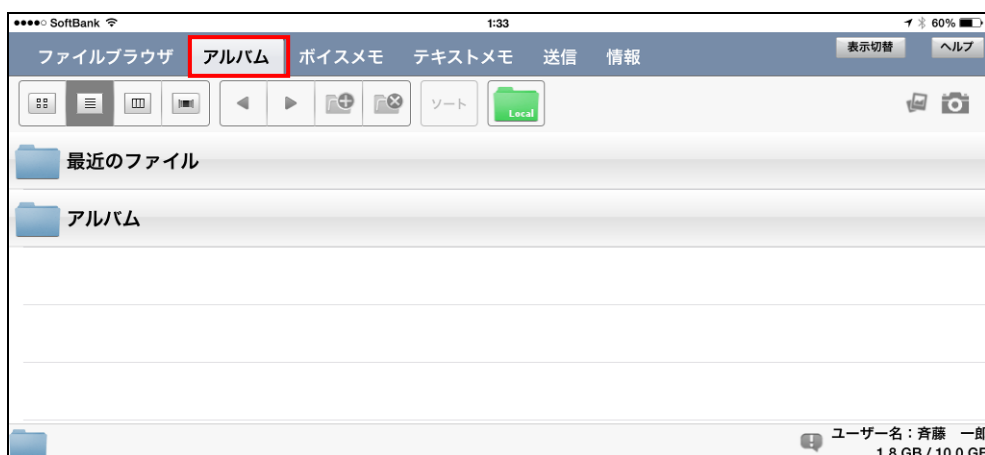 SoftBank 1:33 60%
ファイルブラウザ アルバム ボイスメモ テキストメモ 送信 情報 表示切替 ヘルプ
ソート Local
最近のファイル
アルバム
ユーザー名：斉藤 一郎
1.8 GB / 10.0 GB